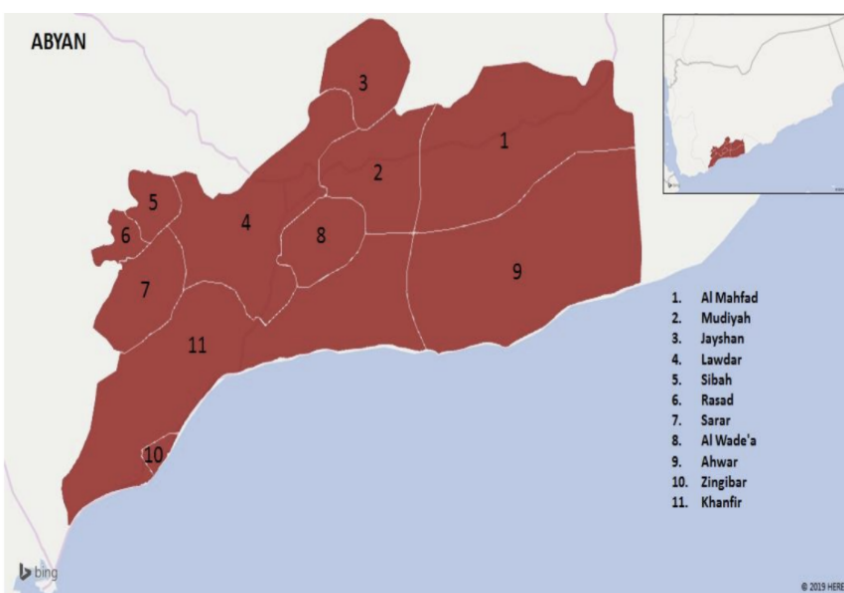 ABYAN
3
1
2
5
4
6
8
9
7
11
10
1. Al Mahfad
2. Mudiyah
3. Jayshan
4. Lawdar
5. Sibah
6. Rasad
7. Sarar
8. Al Wade'a
9. Ahwar
10. Zingibar
11. Khanfir
bing
© 2019 HERE